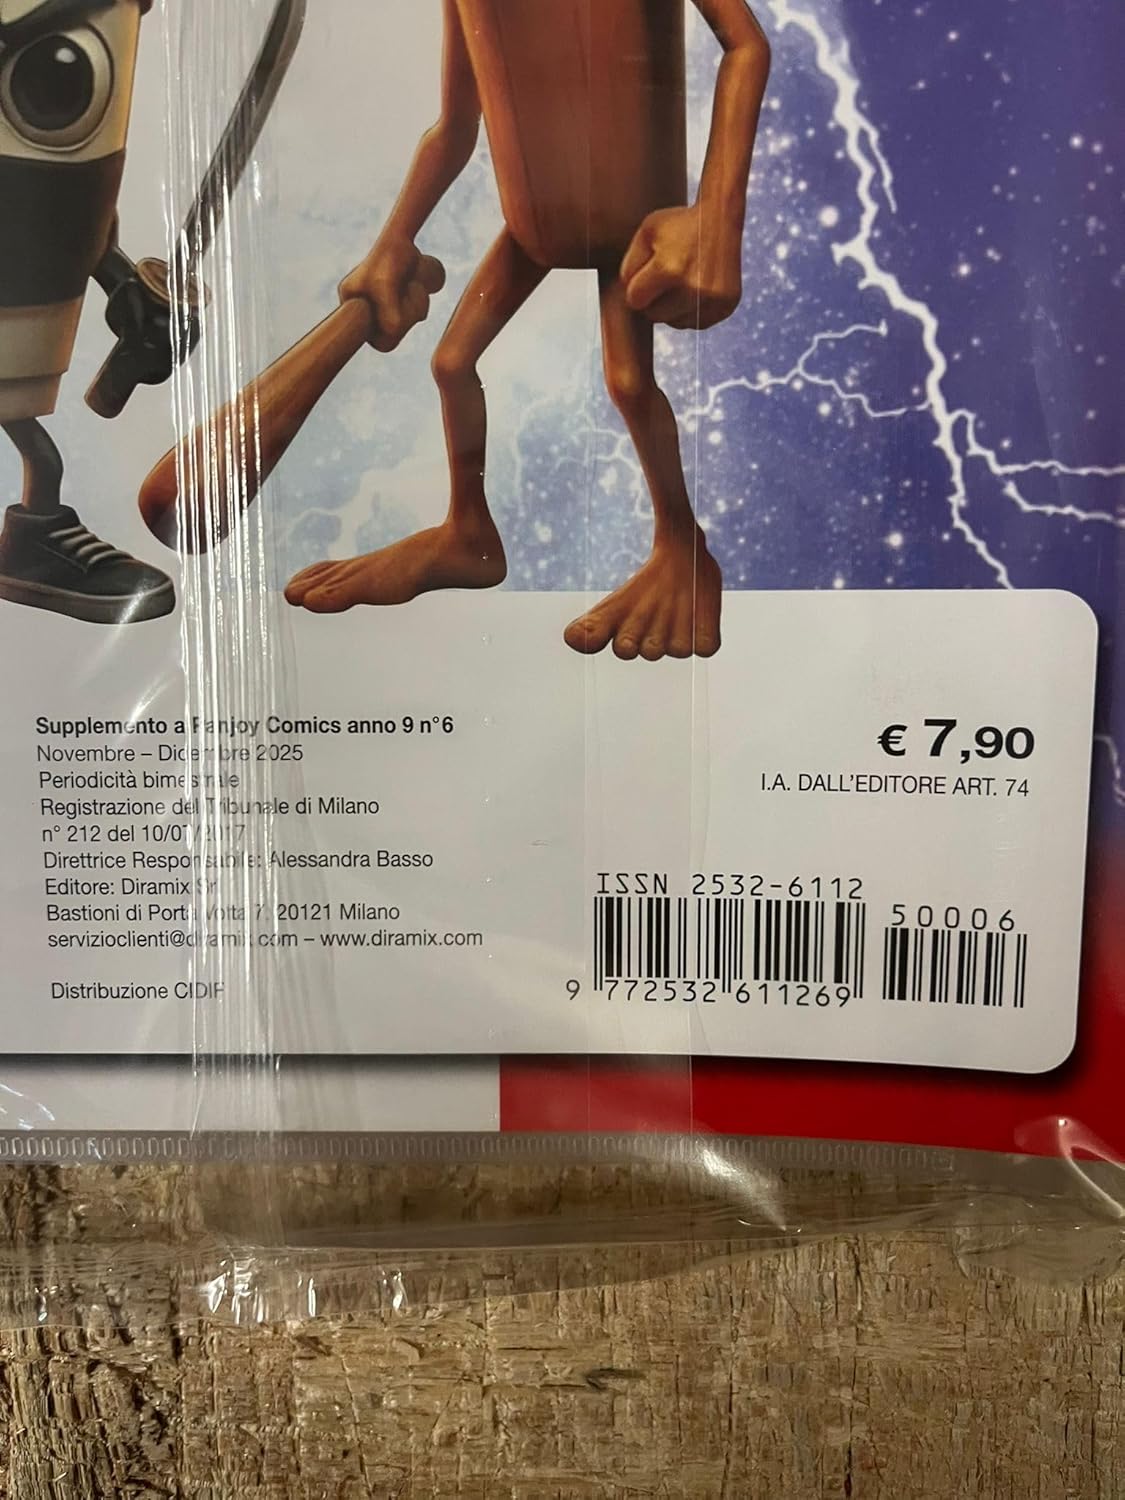 Supplemento a Panjoy Comics anno 9 n°6
Novembre – Dicembre 2025
Periodicità bimestrale
Registrazione del Tribunale di Milano
n° 212 del 10/07/2017
Direttrice Responsabile: Alessandra Basso
Editore: Diramix Srl
Bastioni di Porta Volta 7, 20121 Milano
servizioclienti@diramix.com – www.diramix.com
Distribuzione CIDIF
€ 7,90
I.A. DALL'EDITORE ART. 74
ISSN 2532-6112
50006
9 772532 611269